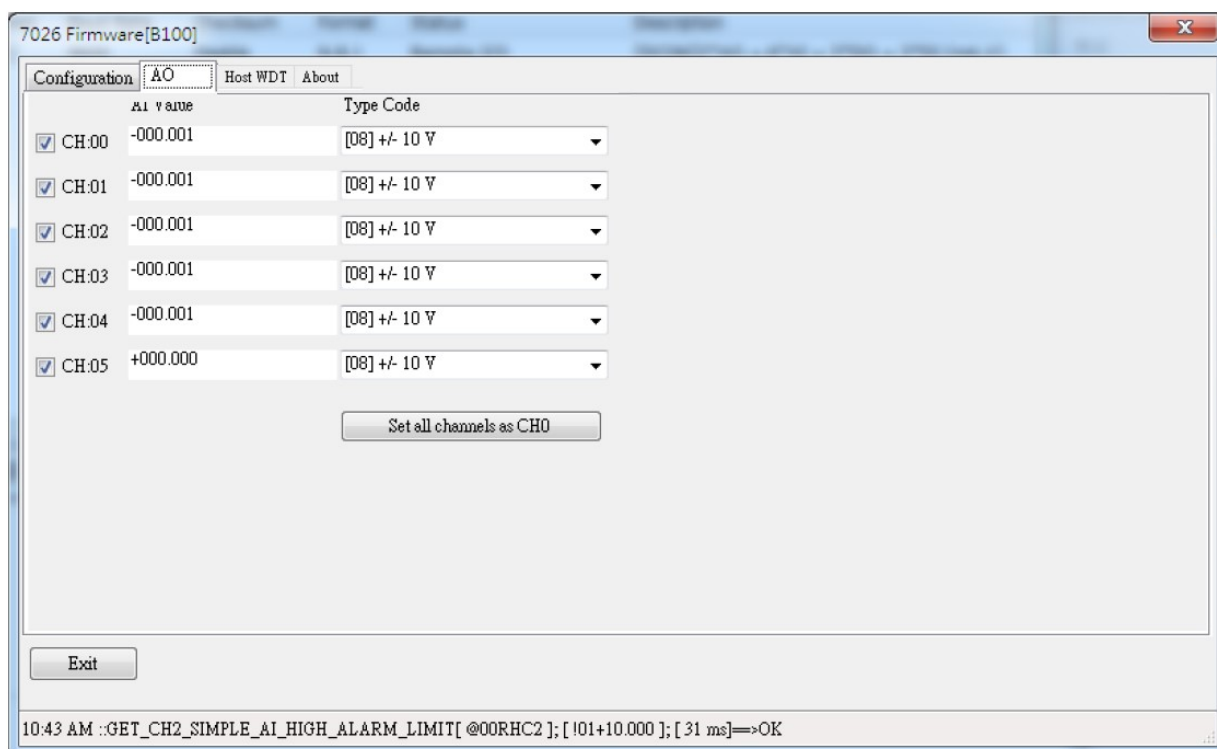 7026 Firmware[B100]
X
Configuration AO Host WDT About
AI Value Type Code
CH:00 -000.001 [08] +/- 10 V
CH:01 -000.001 [08] +/- 10 V
CH:02 -000.001 [08] +/- 10 V
CH:03 -000.001 [08] +/- 10 V
CH:04 -000.001 [08] +/- 10 V
CH:05 +000.000 [08] +/- 10 V
Set all channels as CH0
Exit
10:43 AM ::GET_CH2_SIMPLE_AI_HIGH_ALARM_LIMIT[ @00RHC2 ]; [ !01+10.000 ]; [ 31 ms]==>OK